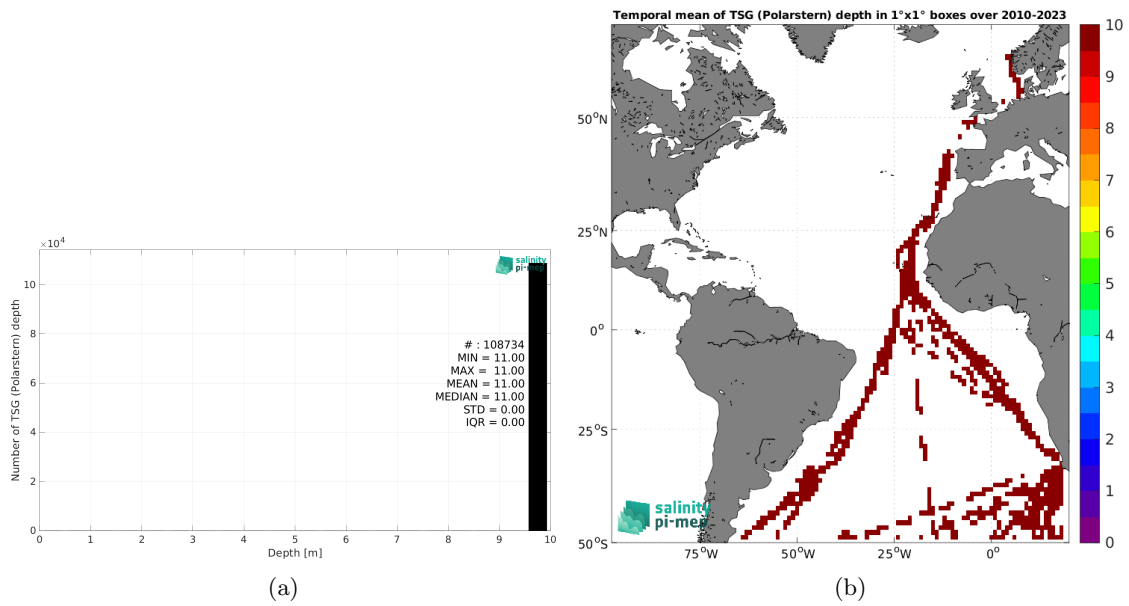 ×10⁴
10
8
6
4
2
0
Number of TSG (Polarstern) depth
salinity
pi-mep
# : 108734
MIN = 11.00
MAX = 11.00
MEAN = 11.00
MEDIAN = 11.00
STD = 0.00
IQR = 0.00
0 1 2 3 4 5 6 7 8 9 10
Depth [m]
(a)
Temporal mean of TSG (Polarstern) depth in 1°x1° boxes over 2010-2023
50°N
25°N
0°
25°S
50°S
75°W 50°W 25°W 0°
salinity
pi-mep
10
9
8
7
6
5
4
3
2
1
0
(b)